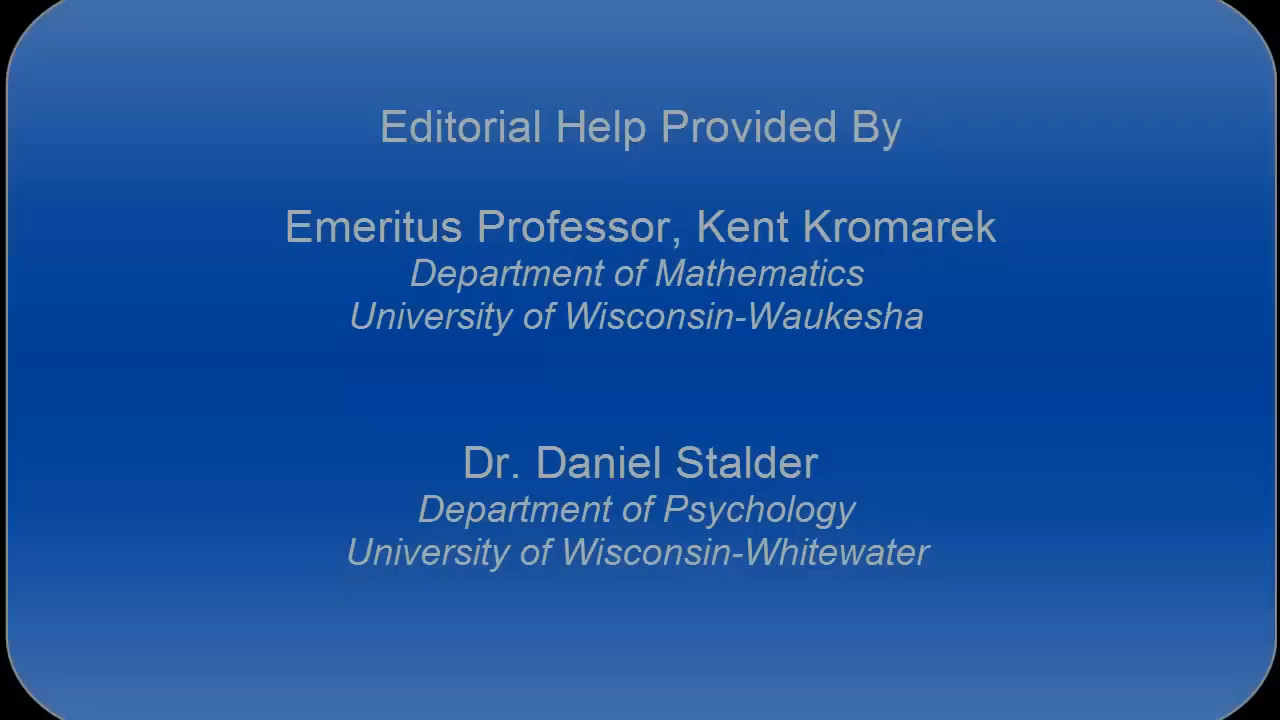 Editorial Help Provided By
Emeritus Professor, Kent Kromarek
Department of Mathematics
University of Wisconsin-Waukesha
Dr. Daniel Stalder
Department of Psychology
University of Wisconsin-Whitewater